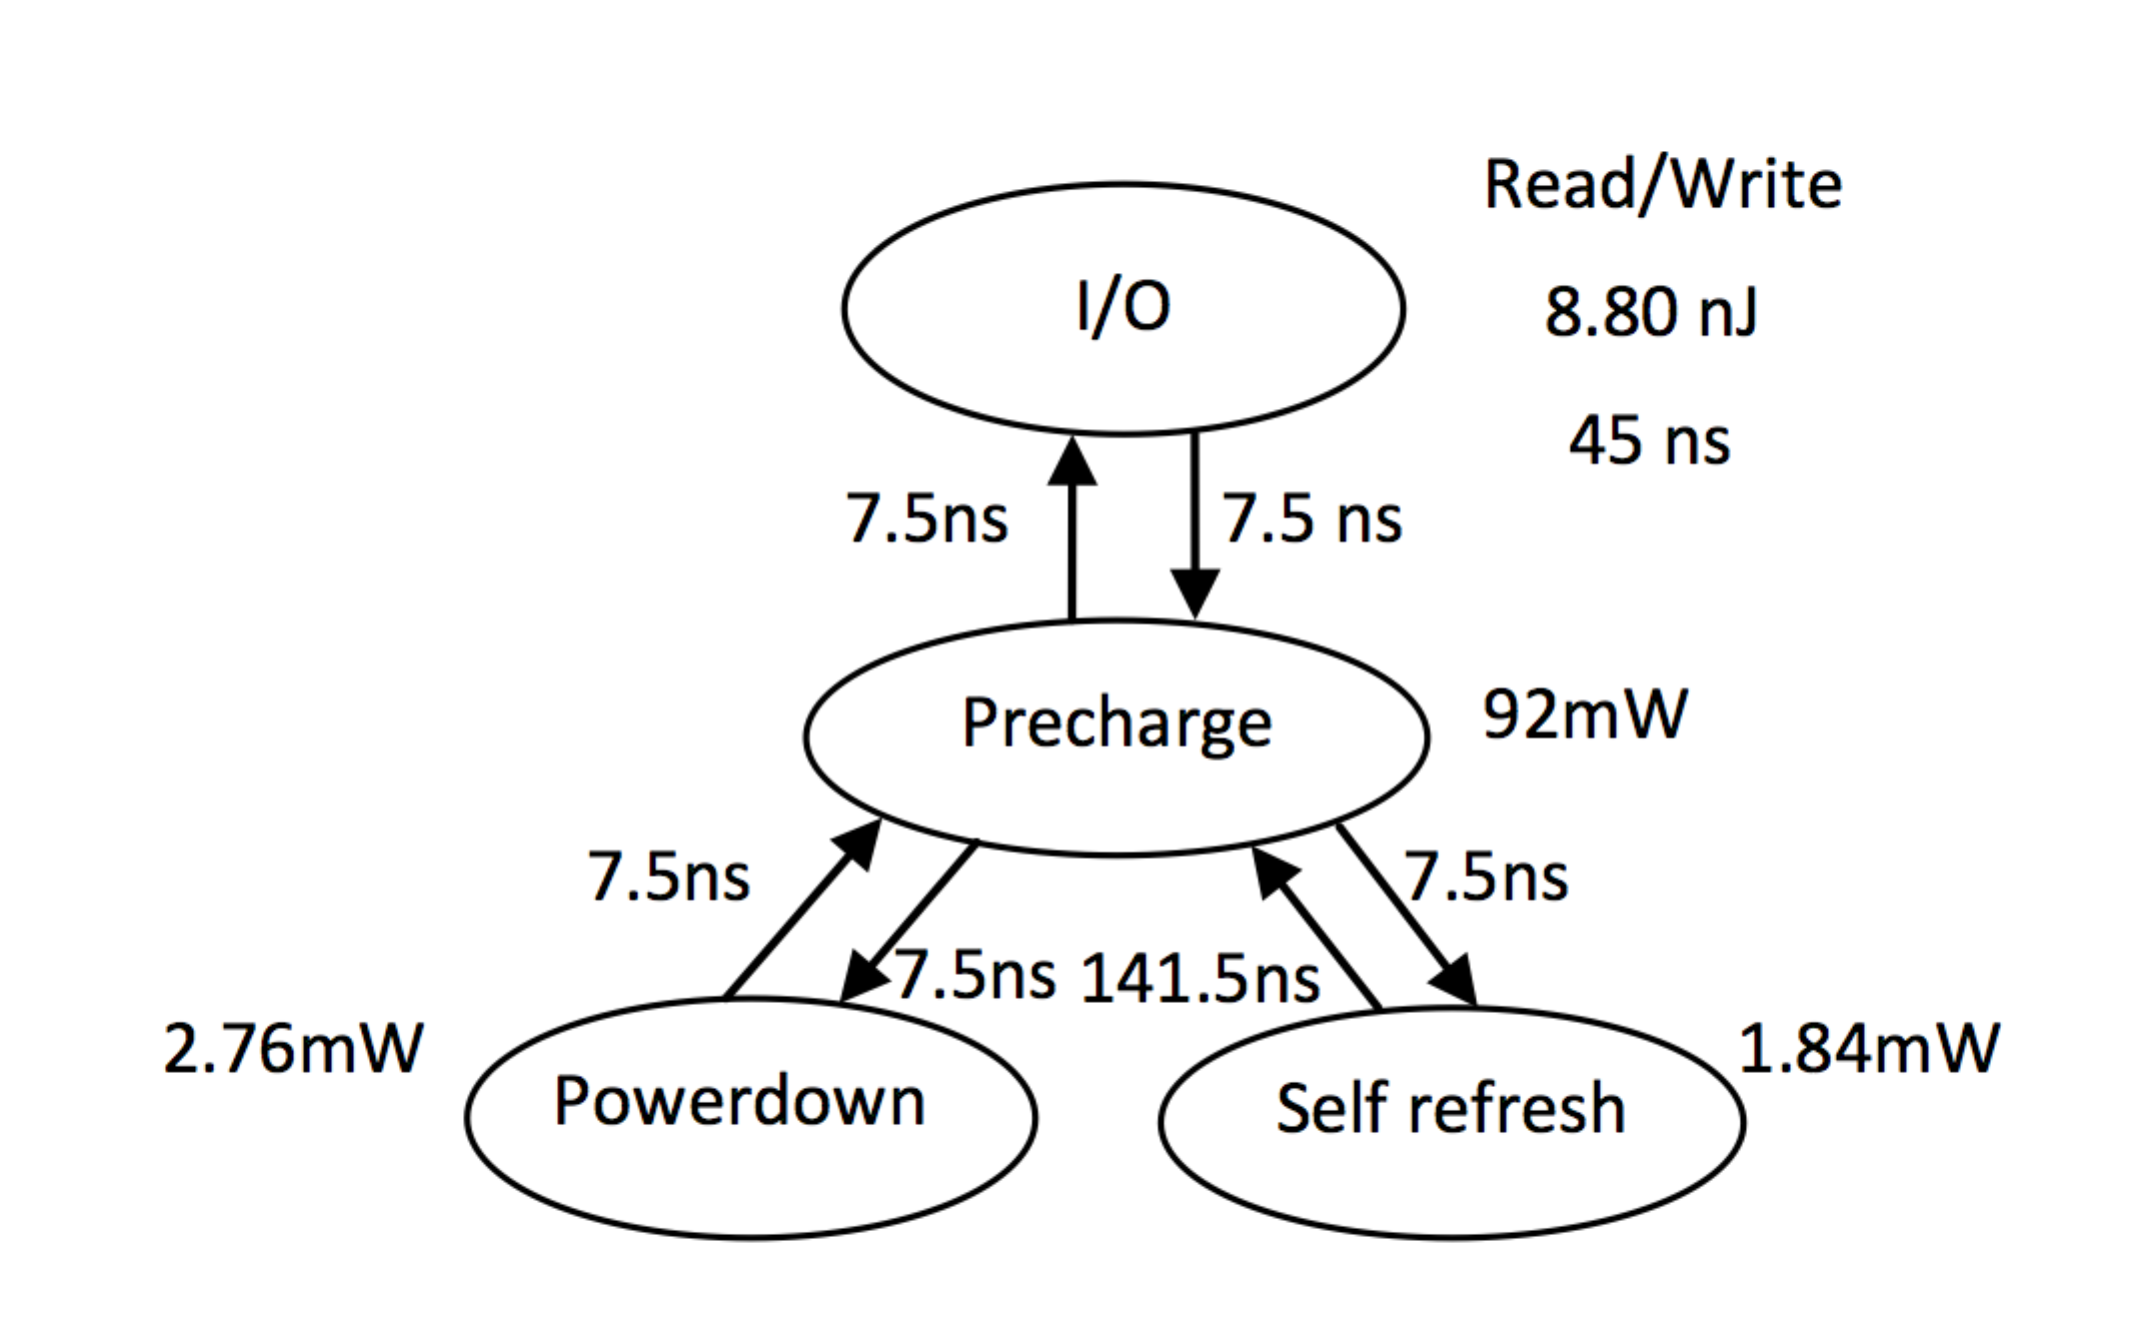 Read/Write
I/O
8.80 nJ
45 ns
7.5ns
7.5 ns
Precharge
92mW
7.5ns
7.5ns
7.5ns
141.5ns
2.76mW
1.84mW
Powerdown
Self refresh